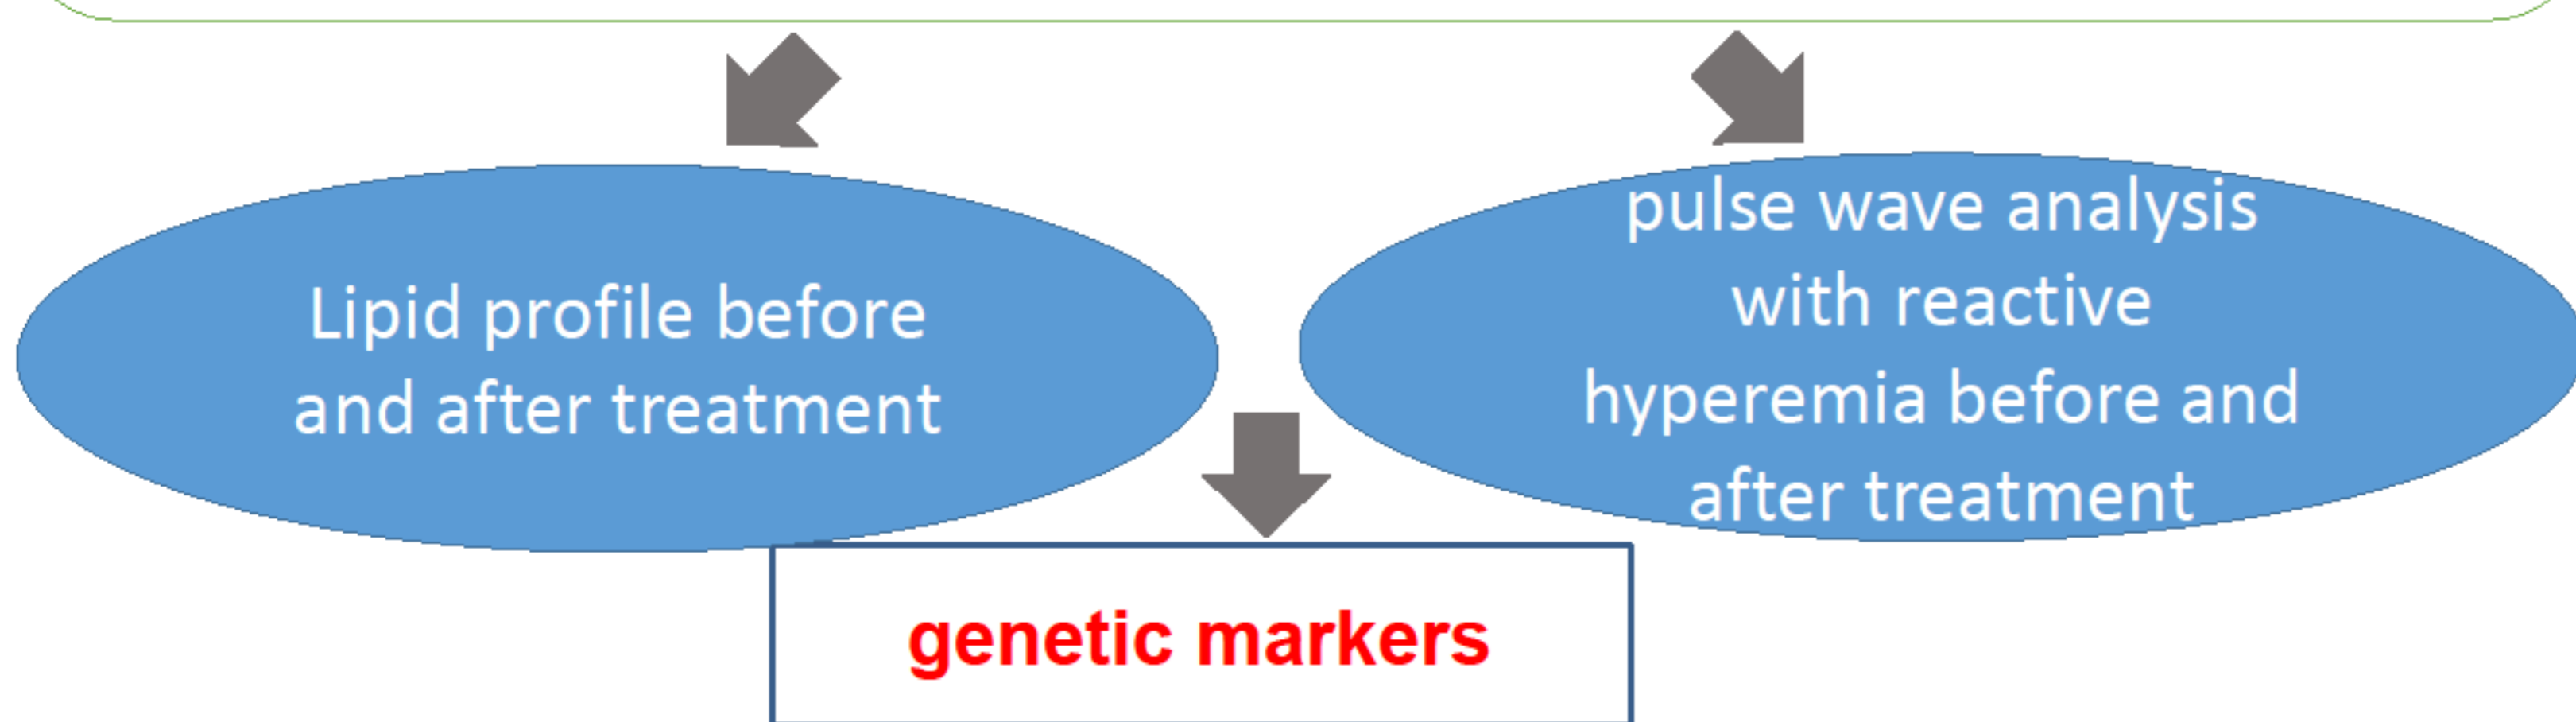 Lipid profile before
and after treatment
pulse wave analysis
with reactive
hyperemia before and
after treatment
genetic markers